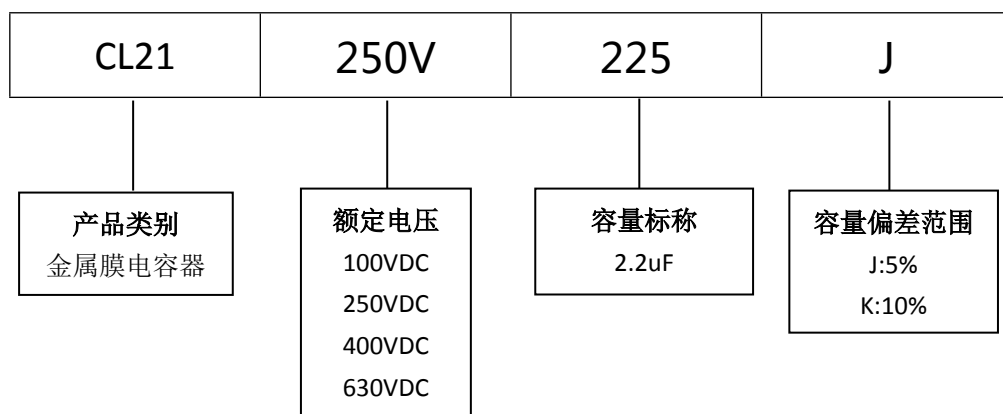 CL21 250V 225 J
产品类别
金属膜电容器
额定电压
100VDC
250VDC
400VDC
630VDC
容量标称
2.2uF
容量偏差范围
J:5%
K:10%